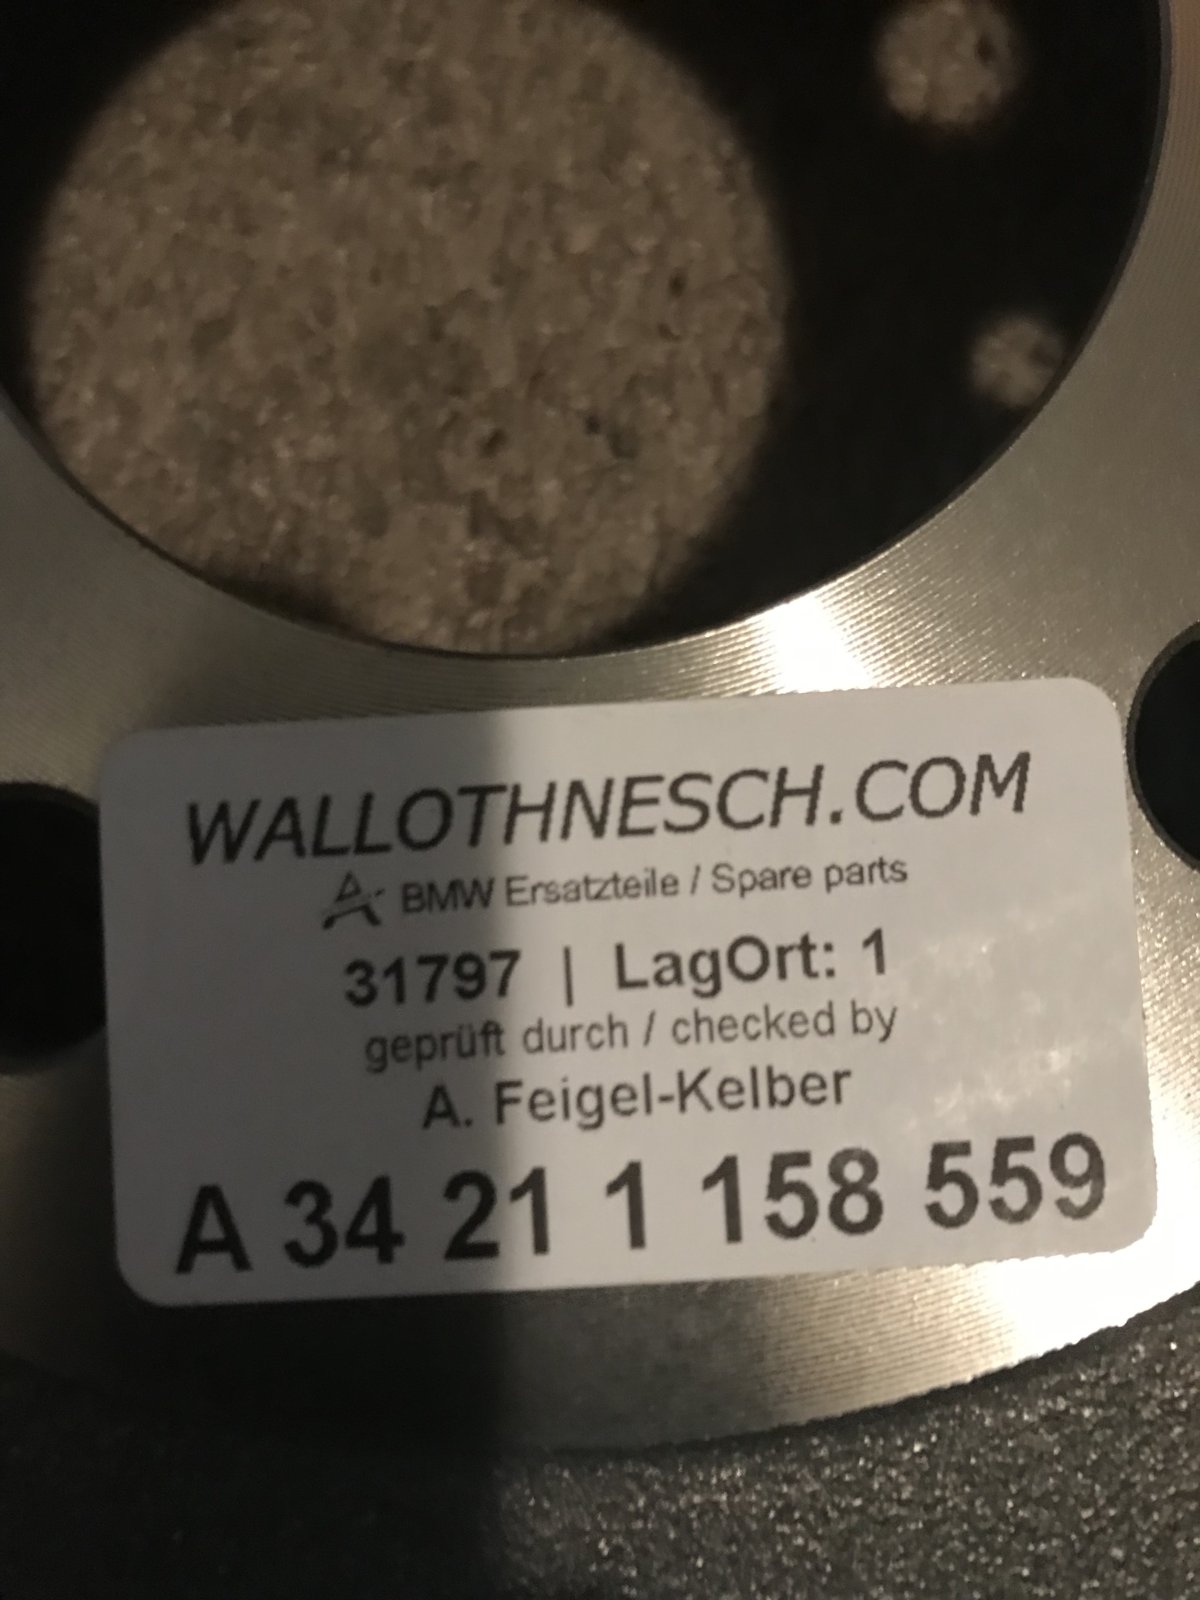 WALLOTHNESCH.COM
BMW Ersatzteile / Spare parts
31797 | LagOrt: 1
geprüft durch / checked by
A. Feigel-Kelber
A 34 21 1 158 559